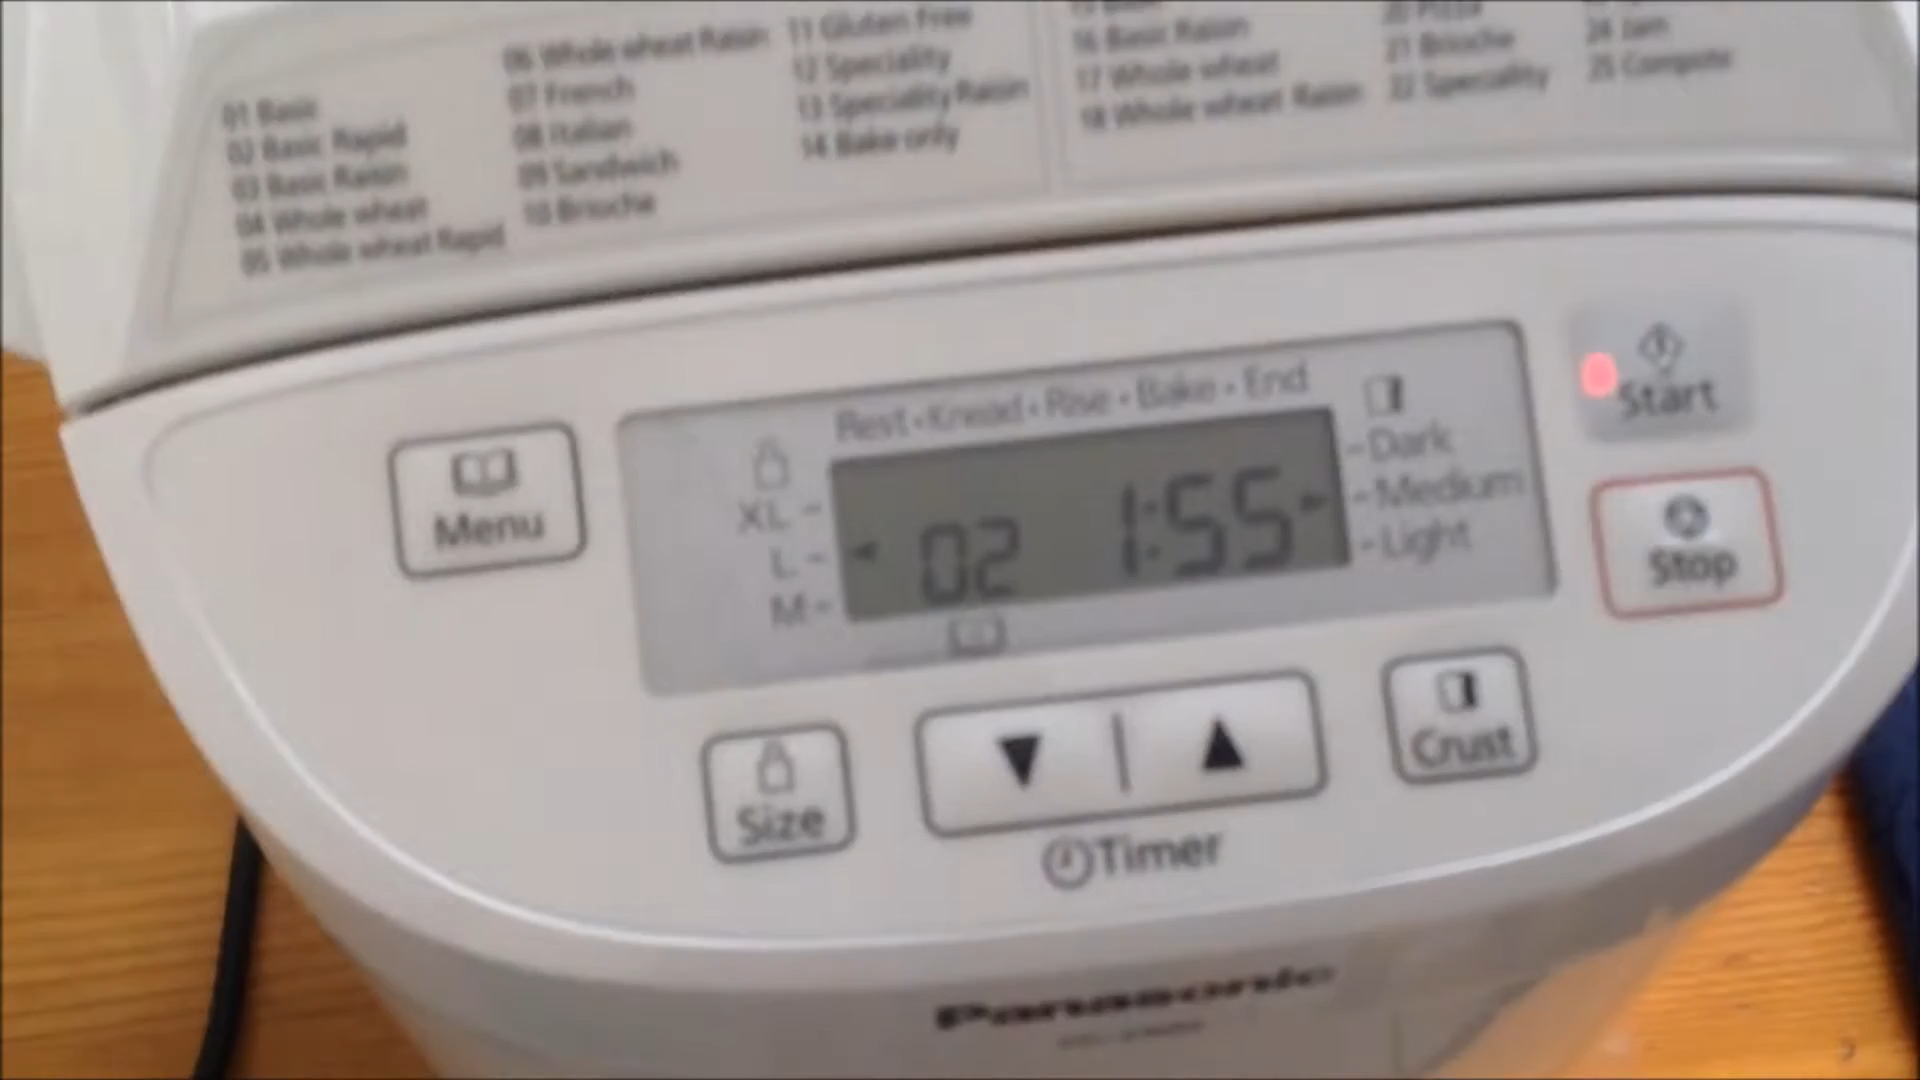 01 Basic
02 Basic Rapid
03 Basic Raisin
04 Whole wheat
05 Whole wheat Rapid
06 Whole wheat Raisin
07 French
08 Italian
09 Sandwich
10 Brioche
11 Gluten Free
12 Speciality
13 Speciality Raisin
14 Bake only
16 Basic Raisin
17 Whole wheat
18 Whole wheat Raisin
20 Pizza
21 Brioche
22 Speciality
24 Jam
25 Compote
Rest • Knead • Rise • Bake • End
XL -
L -
M -
02 1:55
- Dark
- Medium
- Light
Menu
Start
Stop
Size
Timer
Crust
Panasonic